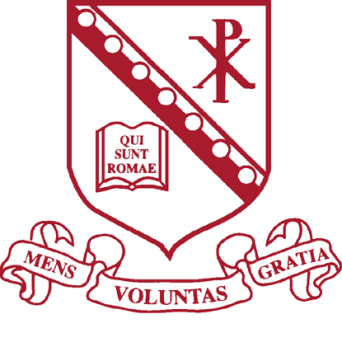 QUI
SUNT
ROMAE
MENS
VOLUNTAS
GRATIA